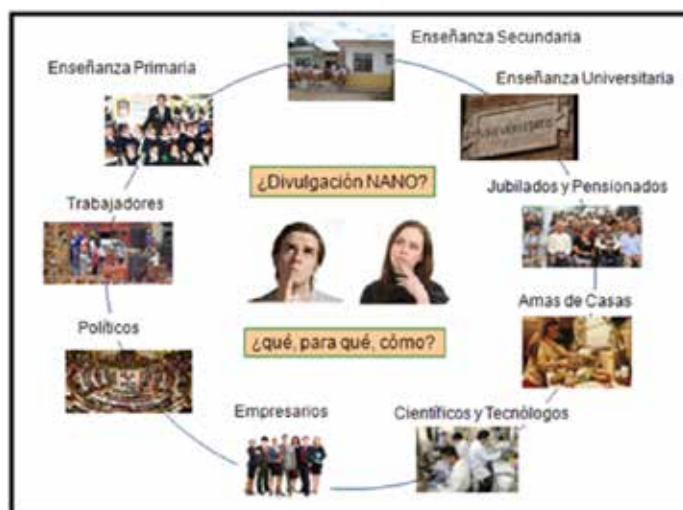 Enseñanza Secundaria
Enseñanza Primaria
Enseñanza Universitaria
¿Divulgación NANO?
Trabajadores
Jubilados y Pensionados
Amas de Casas
Políticos
¿qué, para qué, cómo?
Empresarios
Científicos y Tecnólogos